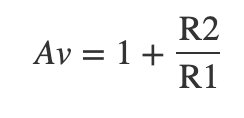 Av = 1 + R2/R1